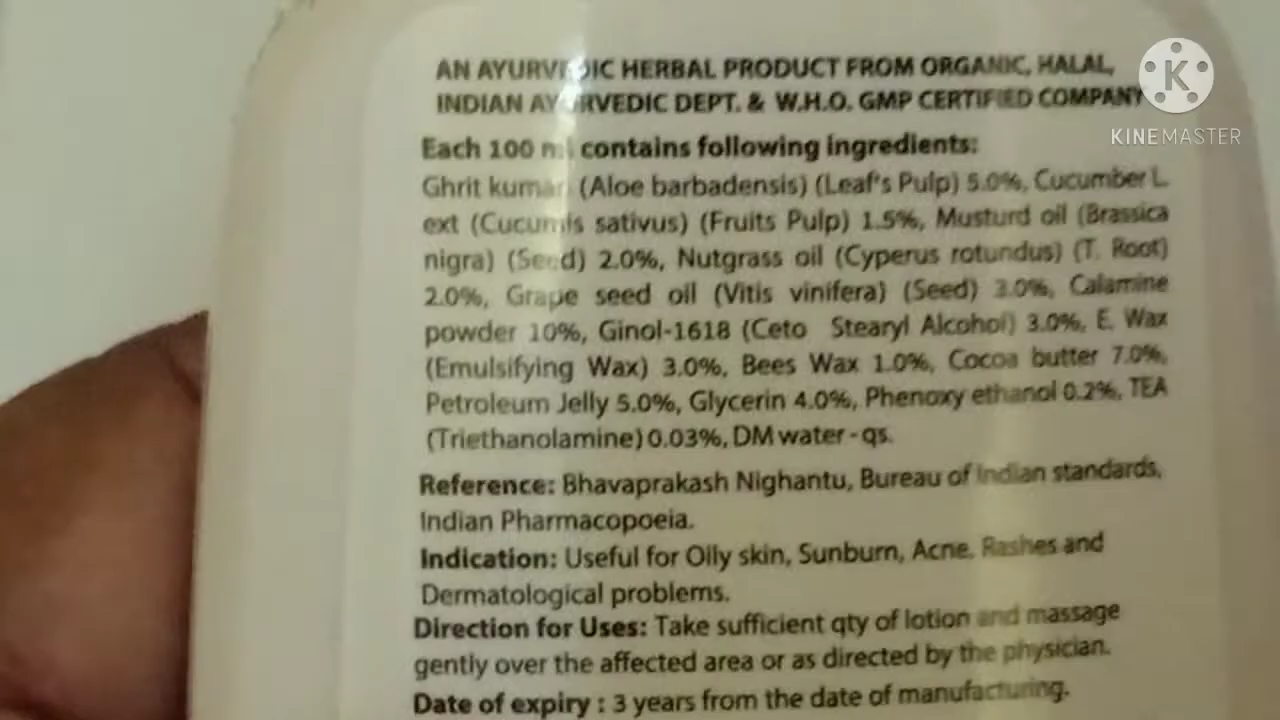 AN AYURVEDIC HERBAL PRODUCT FROM ORGANIC, HALAL,
INDIAN AYURVEDIC DEPT. & W.H.O. GMP CERTIFIED COMPANY
KINEMASTER
Each 100 ml contains following ingredients:
Ghrit kumari (Aloe barbadensis) (Leaf's Pulp) 5.0%, Cucumber L.
ext (Cucumis sativus) (Fruits Pulp) 1.5%, Musturd oil (Brassica
nigra) (Seed) 2.0%, Nutgrass oil (Cyperus rotundus) (T. Root)
2.0%, Grape seed oil (Vitis vinifera) (Seed) 3.0%, Calamine
powder 10%, Ginol-1618 (Ceto Stearyl Alcohol) 3.0%, E. Wax
(Emulsifying Wax) 3.0%, Bees Wax 1.0%, Cocoa butter 7.0%,
Petroleum Jelly 5.0%, Glycerin 4.0%, Phenoxy ethanol 0.2%, TEA
(Triethanolamine) 0.03%, DM water - qs.
Reference: Bhavaprakash Nighantu, Bureau of Indian standards,
Indian Pharmacopoeia.
Indication: Useful for Oily skin, Sunburn, Acne, Rashes and
Dermatological problems.
Direction for Uses: Take sufficient qty of lotion and massage
gently over the affected area or as directed by the physician.
Date of expiry : 3 years from the date of manufacturing.